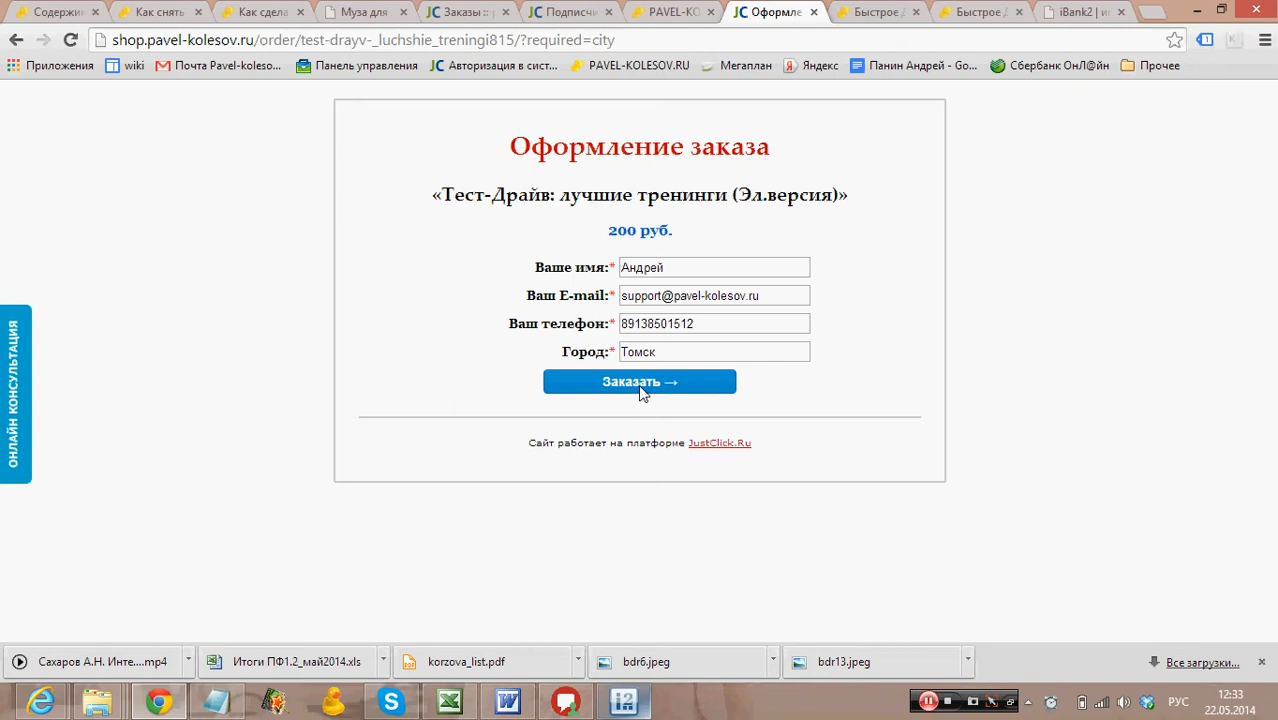 Содержи
Как снять
Как сдела
Муза для
Заказы :: р
Подписчи
PAVEL-KO
Оформле
Быстрое Д
Быстрое Д
iBank2 | и
shop.pavel-kolesov.ru/order/test-drayv-_luchshie_treningi815/?required=city
Приложения
wiki
Почта Pavel-koleso...
Панель управления
Авторизация в сист...
PAVEL-KOLESOV.RU
Мегаплан
Яндекс
Панин Андрей - Go...
Сбербанк ОнЛ@йн
Прочее
Оформление заказа
«Тест-Драйв: лучшие тренинги (Эл.версия)»
200 руб.
Ваше имя:* Андрей
Ваш E-mail:* support@pavel-kolesov.ru
Ваш телефон:* 89138501512
Город:* Томск
Заказать →
ОНЛАЙН КОНСУЛЬТАЦИЯ
Сайт работает на платформе JustClick.Ru
Сахаров А.Н. Инте....mp4
Итоги ПФ1.2_май2014.xls
korzova_list.pdf
bdr6.jpeg
bdr13.jpeg
Все загрузки...
РУС
12:33
22.05.2014